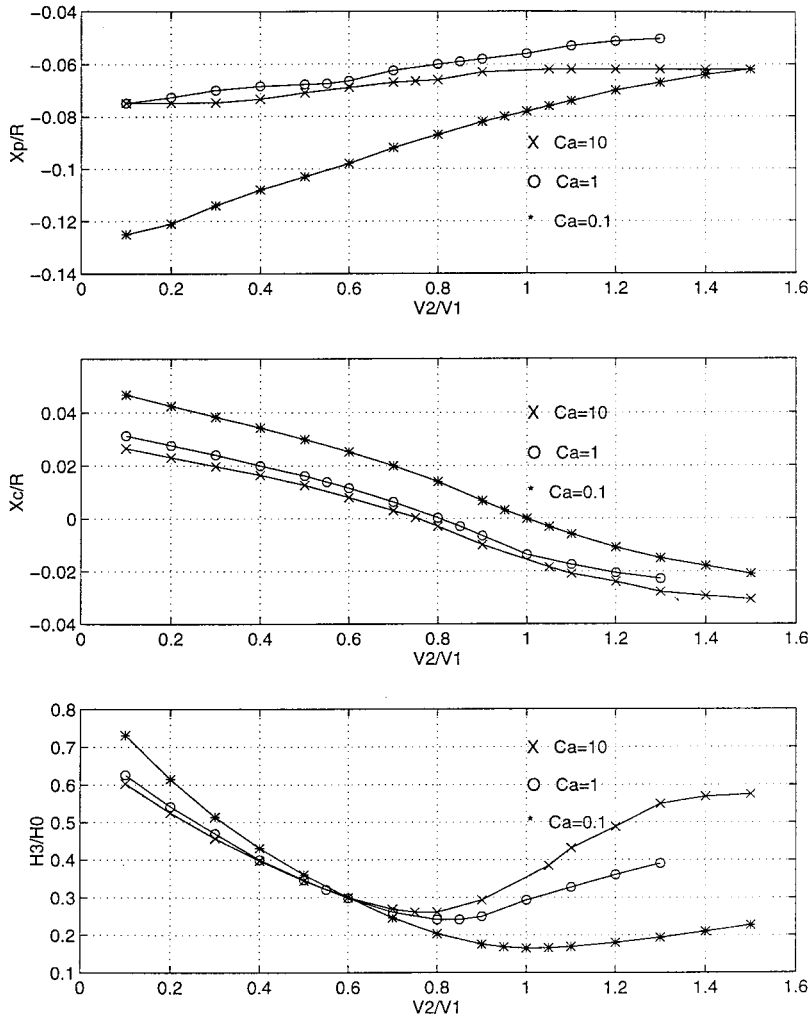 −0.04
−0.06
−0.08
−0.1
−0.12
−0.14
Xp/R
X Ca=10
O Ca=1
* Ca=0.1
0 0.2 0.4 0.6 0.8 1 1.2 1.4 1.6
V2/V1
0.04
0.02
0
−0.02
−0.04
Xc/R
X Ca=10
O Ca=1
* Ca=0.1
0 0.2 0.4 0.6 0.8 1 1.2 1.4 1.6
V2/V1
0.8
0.7
0.6
0.5
0.4
0.3
0.2
0.1
H3/H0
X Ca=10
O Ca=1
* Ca=0.1
0 0.2 0.4 0.6 0.8 1 1.2 1.4 1.6
V2/V1